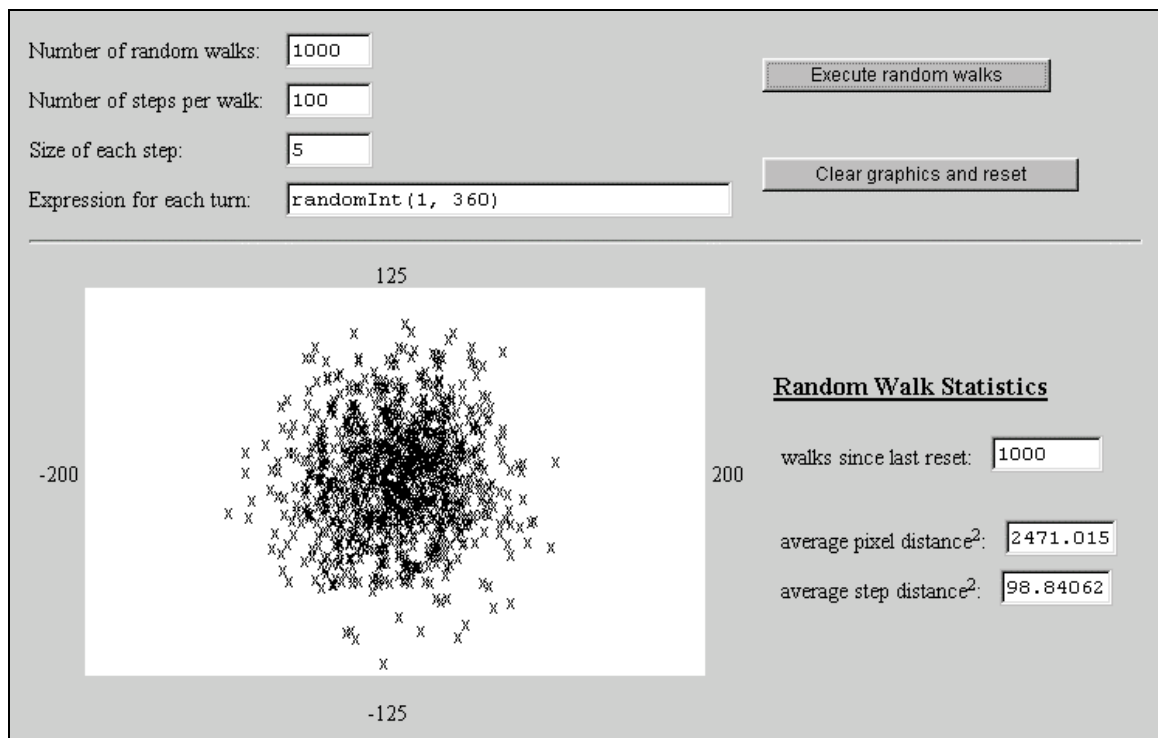 Number of random walks: 1000
Execute random walks
Number of steps per walk: 100
Size of each step: 5
Clear graphics and reset
Expression for each turn: randomInt(1, 360)
125
Random Walk Statistics
walks since last reset: 1000
-200
200
average pixel distance²: 2471.015
average step distance²: 98.84062
-125